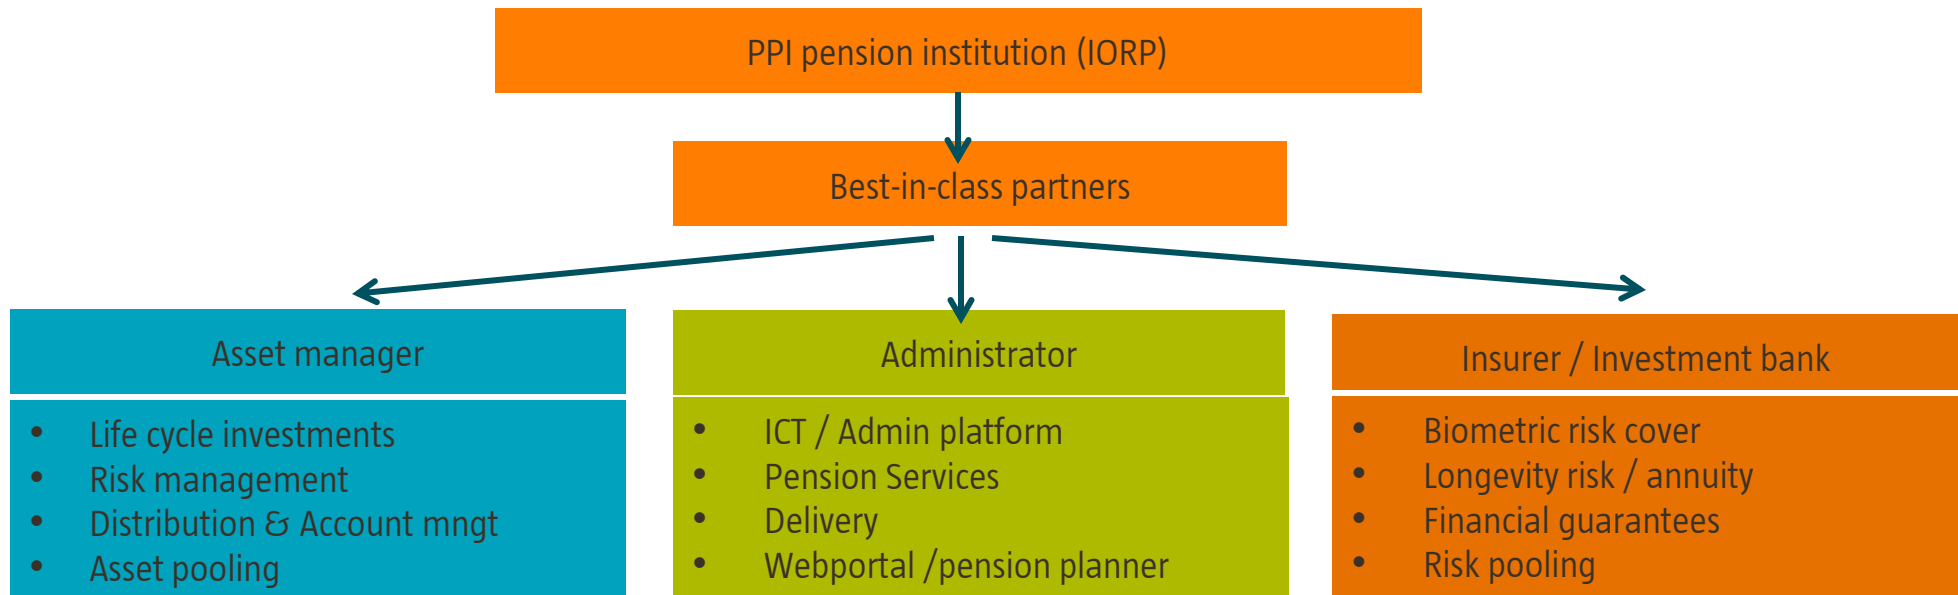 PPI pension institution (IORP)
Best-in-class partners
Asset manager
• Life cycle investments
• Risk management
• Distribution & Account mngt
• Asset pooling
Administrator
• ICT / Admin platform
• Pension Services
• Delivery
• Webportal /pension planner
Insurer / Investment bank
• Biometric risk cover
• Longevity risk / annuity
• Financial guarantees
• Risk pooling